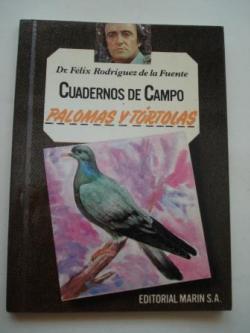 Dr. Félix Rodríguez de la Fuente
CUADERNOS DE CAMPO
PALOMAS Y TÓRTOLAS
EDITORIAL MARIN S.A.